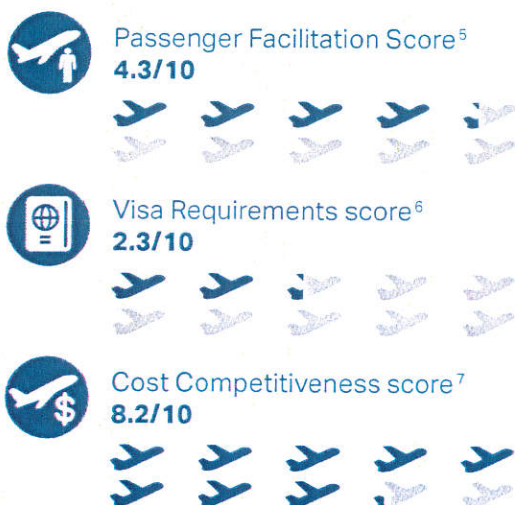 Passenger Facilitation Score⁵
4.3/10
Visa Requirements score⁶
2.3/10
Cost Competitiveness score⁷
8.2/10
$